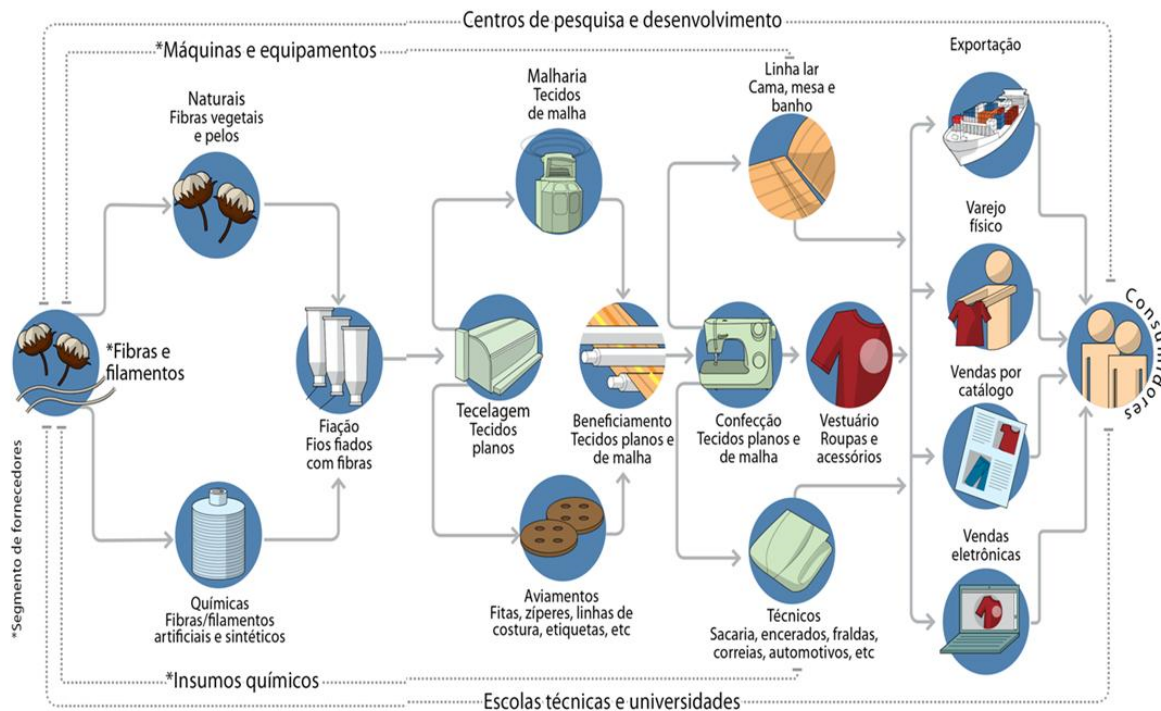 Centros de pesquisa e desenvolvimento
*Máquinas e equipamentos
Naturais
Fibras vegetais
e pelos
Malharia
Tecidos
de malha
Linha lar
Cama, mesa e
banho
Exportação
Varejo
físico
*Fibras e
filamentos
Fiação
Fios fiados
com fibras
Tecelagem
Tecidos
planos
Beneficiamento
Tecidos planos e
de malha
Confecção
Tecidos planos e
de malha
Vestuário
Roupas e
acessórios
Vendas por
catálogo
Consumidores
Químicas
Fibras/filamentos
artificiais e sintéticos
Aviamentos
Fitas, zíperes, linhas de
costura, etiquetas, etc
Técnicos
Sacaria, encerados, fraldas,
correias, automotivos, etc
Vendas
eletrônicas
*Segmento de fornecedores
*Insumos químicos
Escolas técnicas e universidades